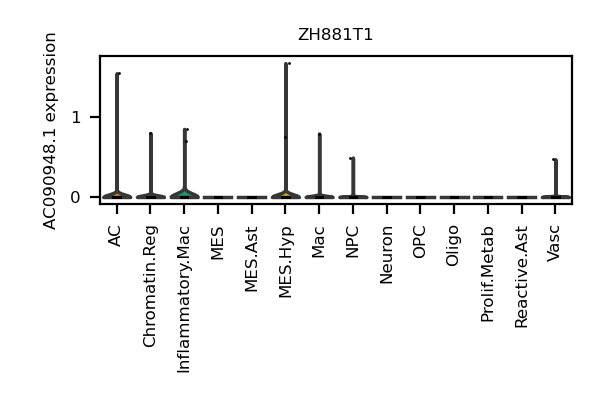 ZH881T1
AC090948.1 expression
1
0
AC
Chromatin.Reg
Inflammatory.Mac
MES
MES.Ast
MES.Hyp
Mac
NPC
Neuron
OPC
Oligo
Prolif.Metab
Reactive.Ast
Vasc